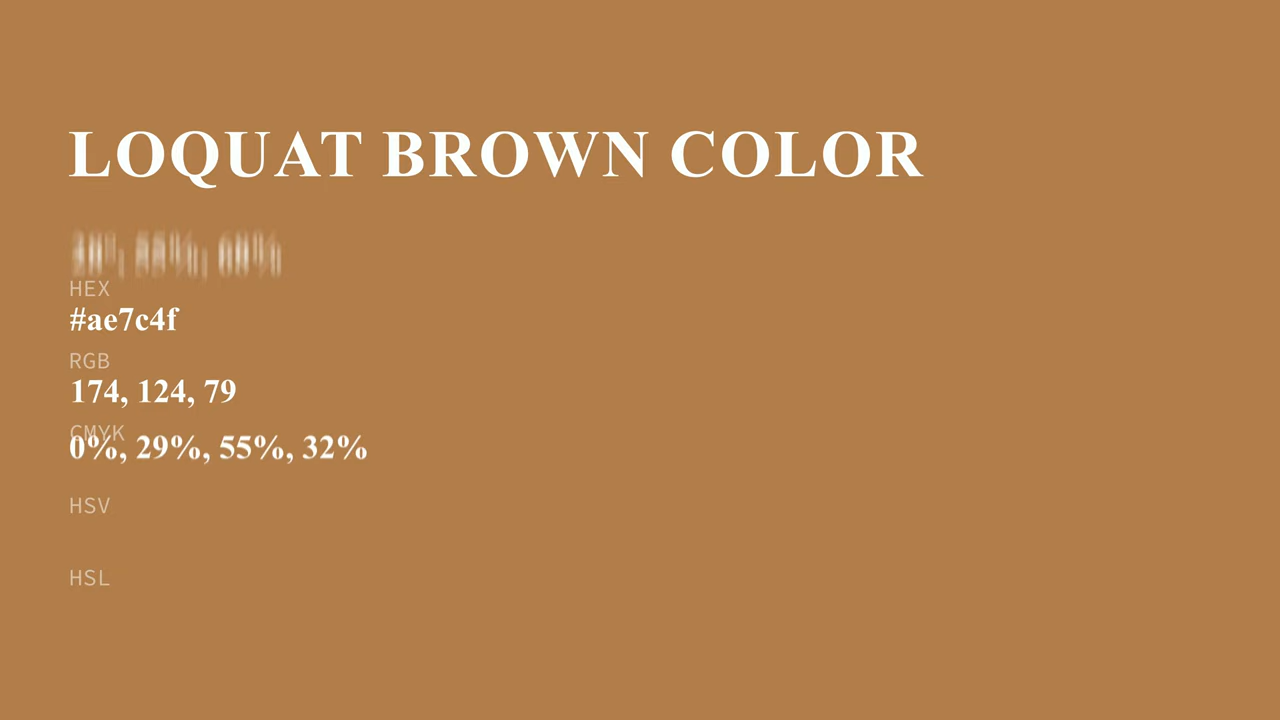 LOQUAT BROWN COLOR
HEX
#ae7c4f
RGB
174, 124, 79
CMYK
0%, 29%, 55%, 32%
HSV
HSL